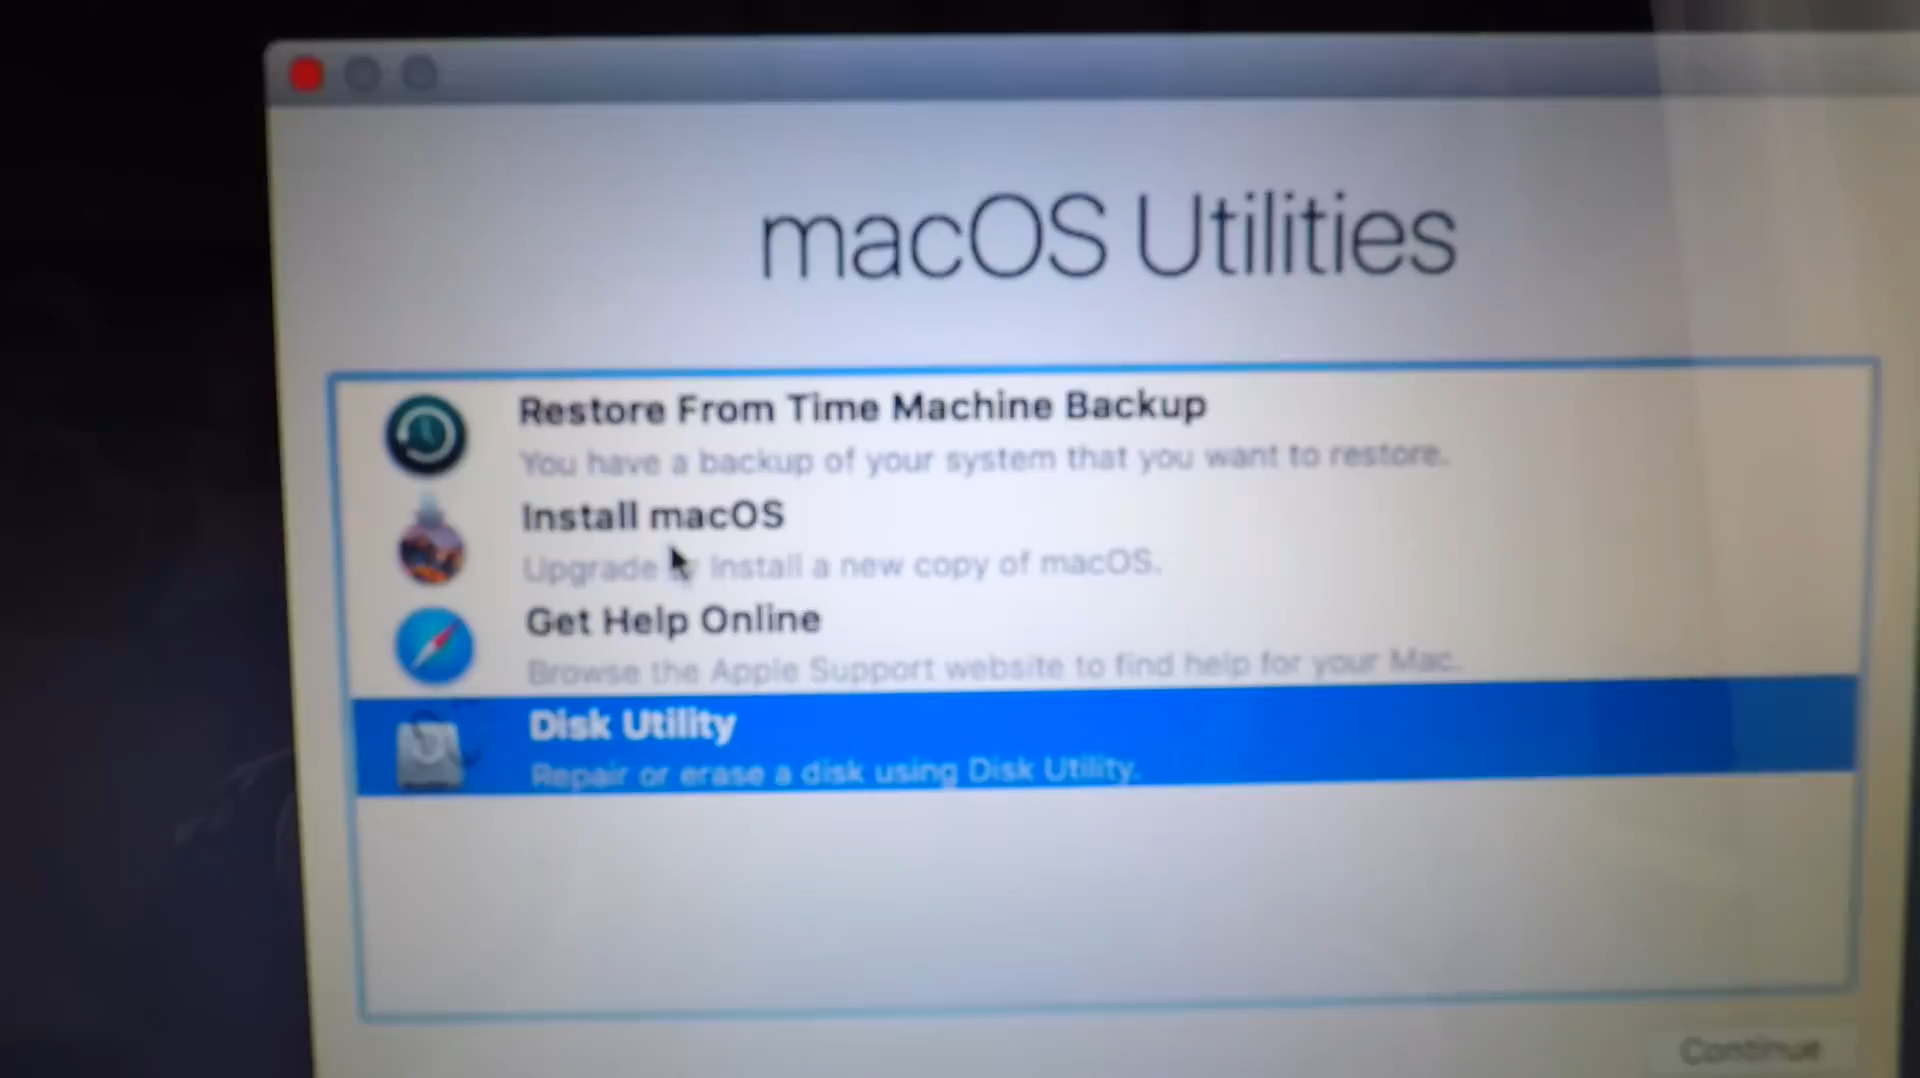 macOS Utilities
Restore From Time Machine Backup
You have a backup of your system that you want to restore.
Install macOS
Upgrade Install a new copy of macOS.
Get Help Online
Browse the Apple Support website to find help for your Mac.
Disk Utility
Repair or erase a disk using Disk Utility.
Continue